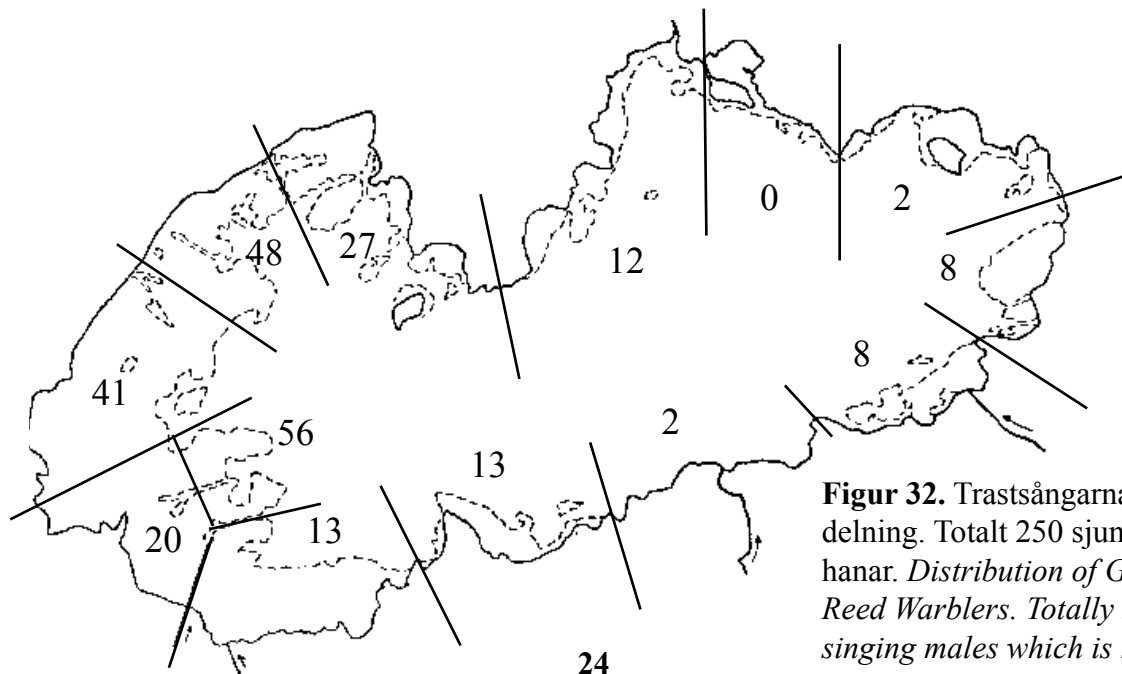 0
2
48
27
12
8
8
41
2
56
13
20
13
Figur 32. Trastsångarna
delning. Totalt 250 sjun
hanar. Distribution of G
Reed Warblers. Totally
singing males which is
24